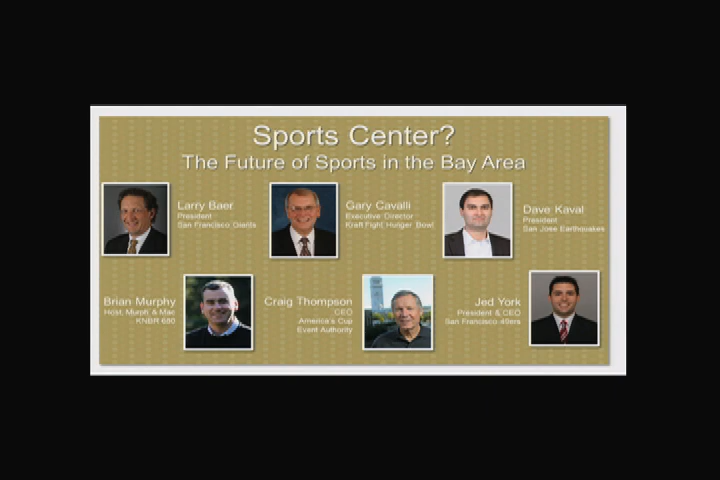 Sports Center?
The Future of Sports in the Bay Area
Larry Baer
President
San Francisco Giants
Gary Cavalli
Executive Director
Kraft Fight Hunger Bowl
Dave Kaval
President
San Jose Earthquakes
Brian Murphy
Host, Murph & Mac
KNBR 680
Craig Thompson
CEO
America's Cup
Event Authority
Jed York
President & CEO
San Francisco 49ers